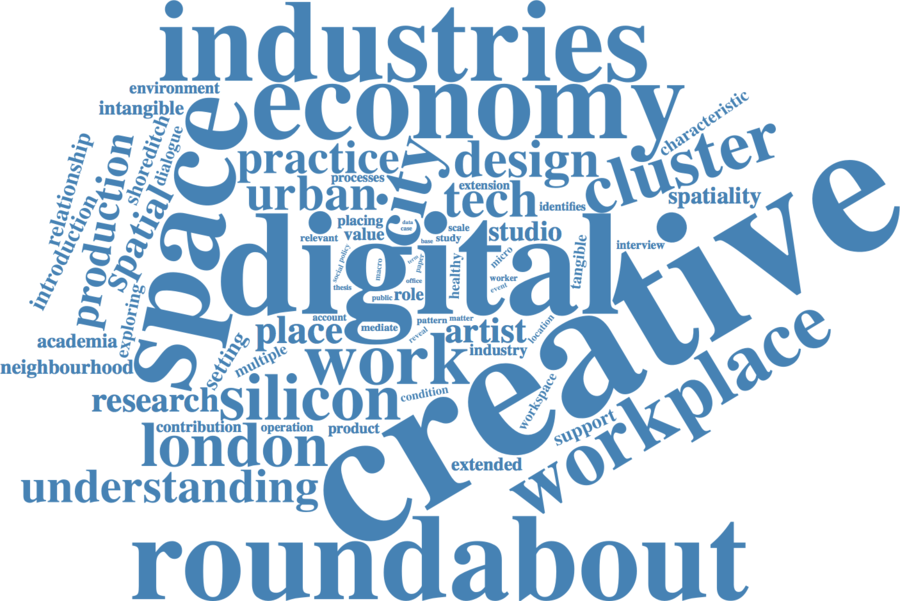 industries
environment
economy
intangible
characteristic
space
shoreditch
dialogue
relationship
production
practice
processes
city
design
cluster
urban
extension
tech
identifies
spatiality
introduction
spatial
placing
data
case
scale
studio
relevant
value
base
study
interview
digital
creative
social policy
macro
term
paper
healthy
micro
tangible
thesis
office
worker
event
public
role
exploring
account
pattern
matter
location
place
mediate
reveal
artist
academia
setting
multiple
work
industry
workplace
neighbourhood
research
silicon
condition
workspace
contribution
operation
product
support
london
extended
understanding
roundabout